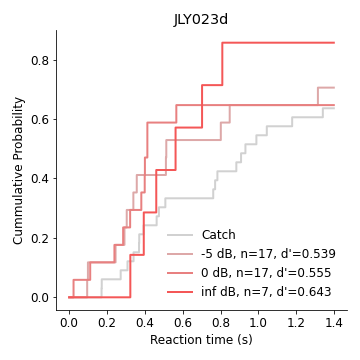 JLY023d
Cummulative Probability
0.8
0.6
0.4
0.2
0.0
Catch
-5 dB, n=17, d'=0.539
0 dB, n=17, d'=0.555
inf dB, n=7, d'=0.643
0.0 0.2 0.4 0.6 0.8 1.0 1.2 1.4
Reaction time (s)